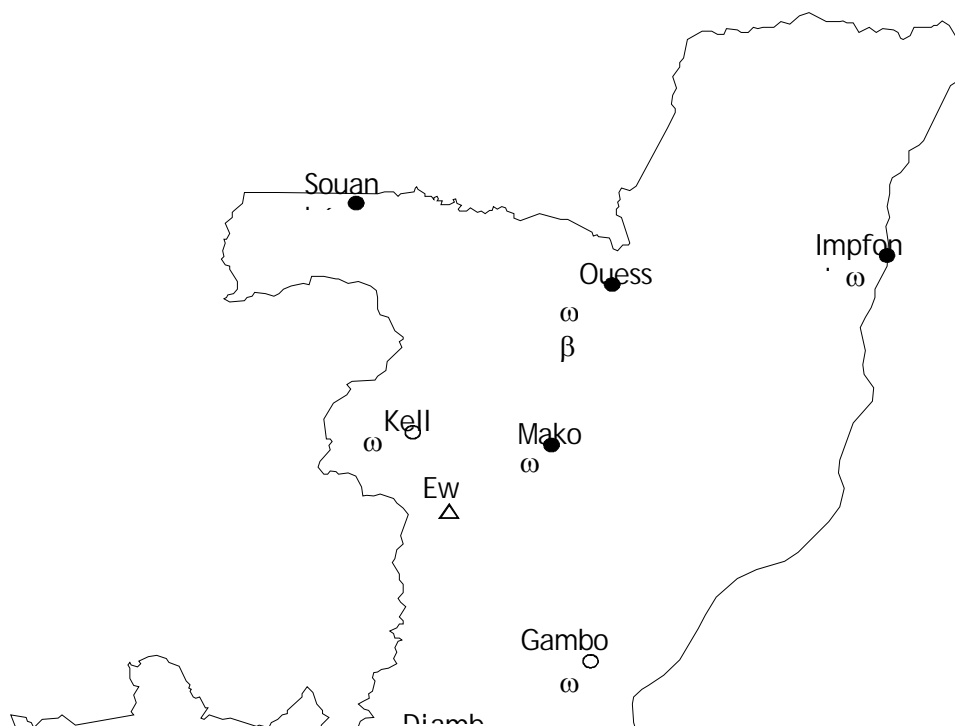 Souan
Impfon
ω
Ouess
ω
β
Kell
ω
Mako
ω
Ew
Gambo
ω